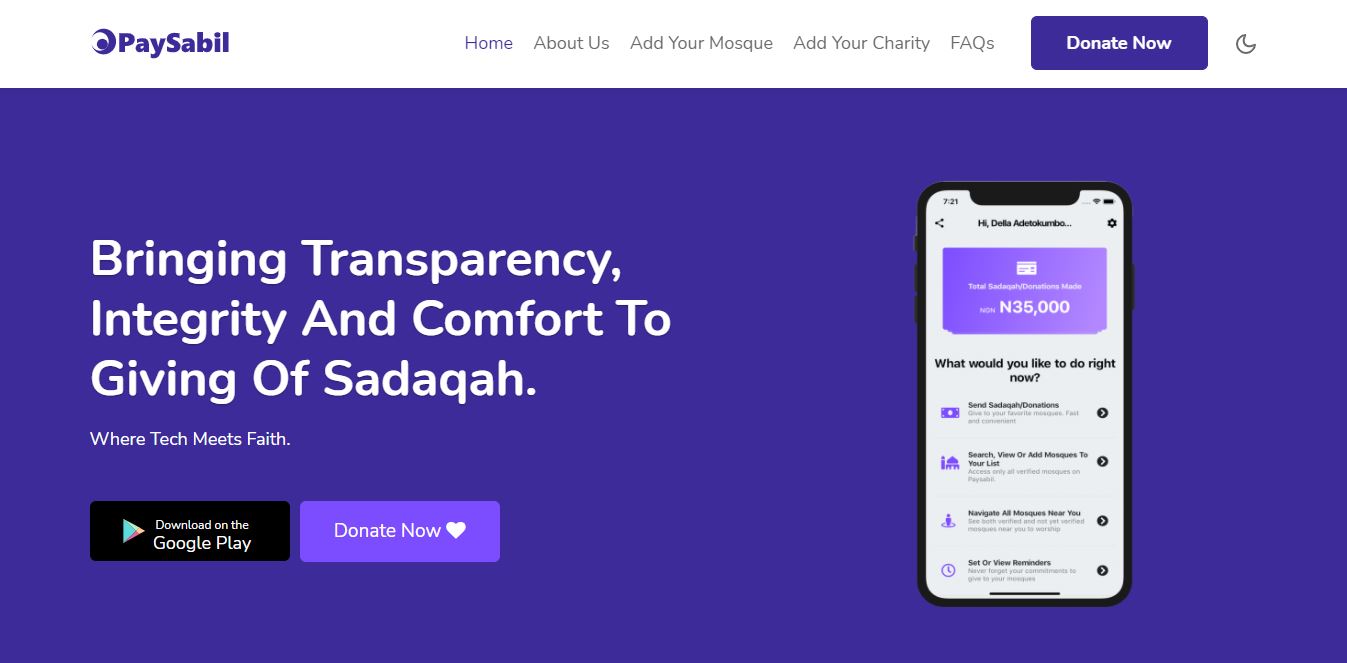 PaySabil
Home
About Us
Add Your Mosque
Add Your Charity
FAQs
Donate Now
Bringing Transparency,
Integrity And Comfort To
Giving Of Sadaqah.
Where Tech Meets Faith.
Download on the
Google Play
Donate Now
7:21
Hi, Della Adetokumbo...
Total Sadaqah/Donations Made
NGN N35,000
What would you like to do right
now?
Send Sadaqah/Donations
Give to your favorite mosques. Fast
and convenient
Search, View Or Add Mosques To
Your List
Access only all verified mosques on
Paysabil.
Navigate All Mosques Near You
See both verified and not yet verified
mosques near you to worship
Set Or View Reminders
Never forget your commitments to
give to your mosques